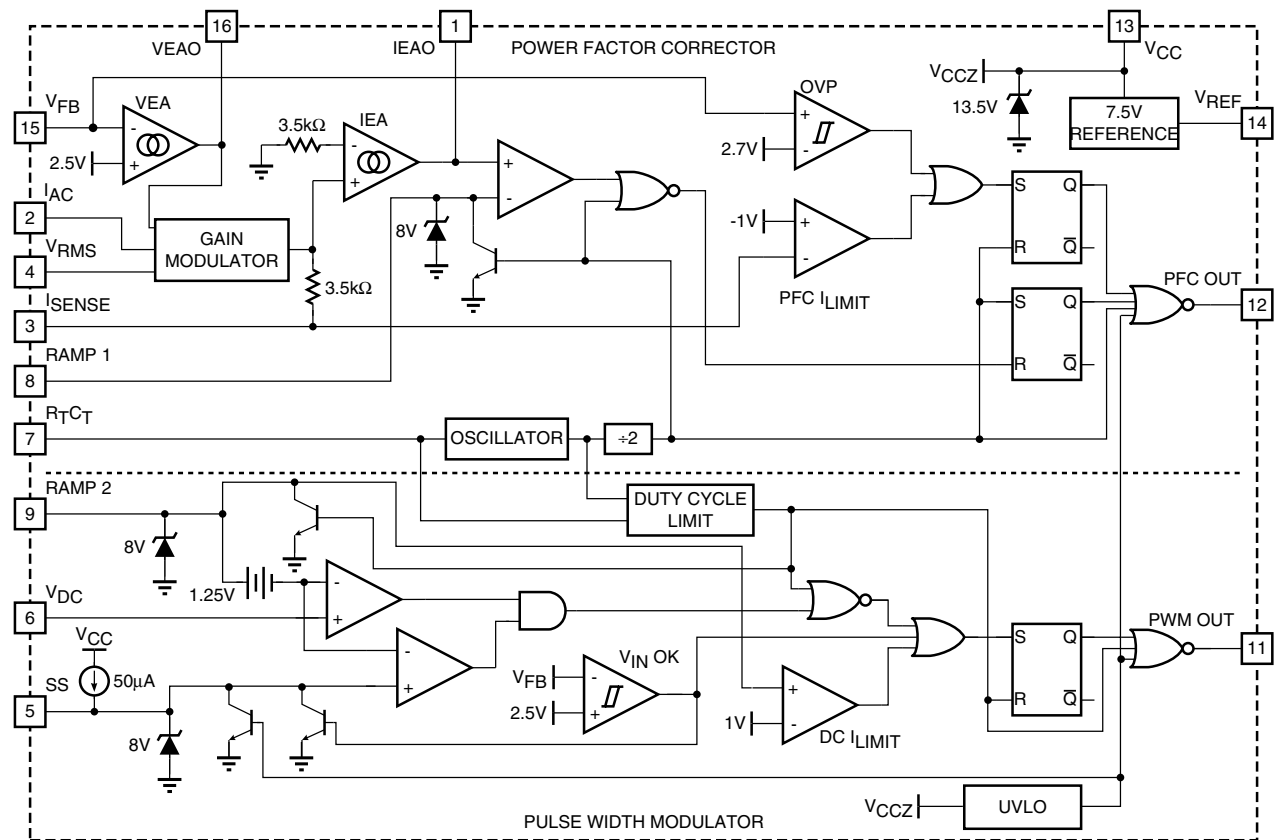 16
1
13
VEAO
IEAO
POWER FACTOR CORRECTOR
VCC
VFB
VEA
VCCZ
OVP
13.5V
7.5V
REFERENCE
VREF
15
-
+
2.5V
3.5kΩ
IEA
-
+
+
-
2.7V
14
IAC
2
GAIN
MODULATOR
8V
+
-
-1V
+
-
PFC ILIMIT
S
Q
R
Q
VRMS
4
3.5kΩ
ISENSE
3
S
Q
R
Q
PFC OUT
12
RAMP 1
8
RTCT
7
OSCILLATOR
÷2
RAMP 2
9
DUTY CYCLE
LIMIT
8V
1.25V
-
+
VDC
6
VCC
50µA
SS
5
8V
-
+
VFB
2.5V
VIN OK
-
+
1V
+
-
DC ILIMIT
S
Q
R
Q
PWM OUT
11
VCCZ
UVLO
PULSE WIDTH MODULATOR